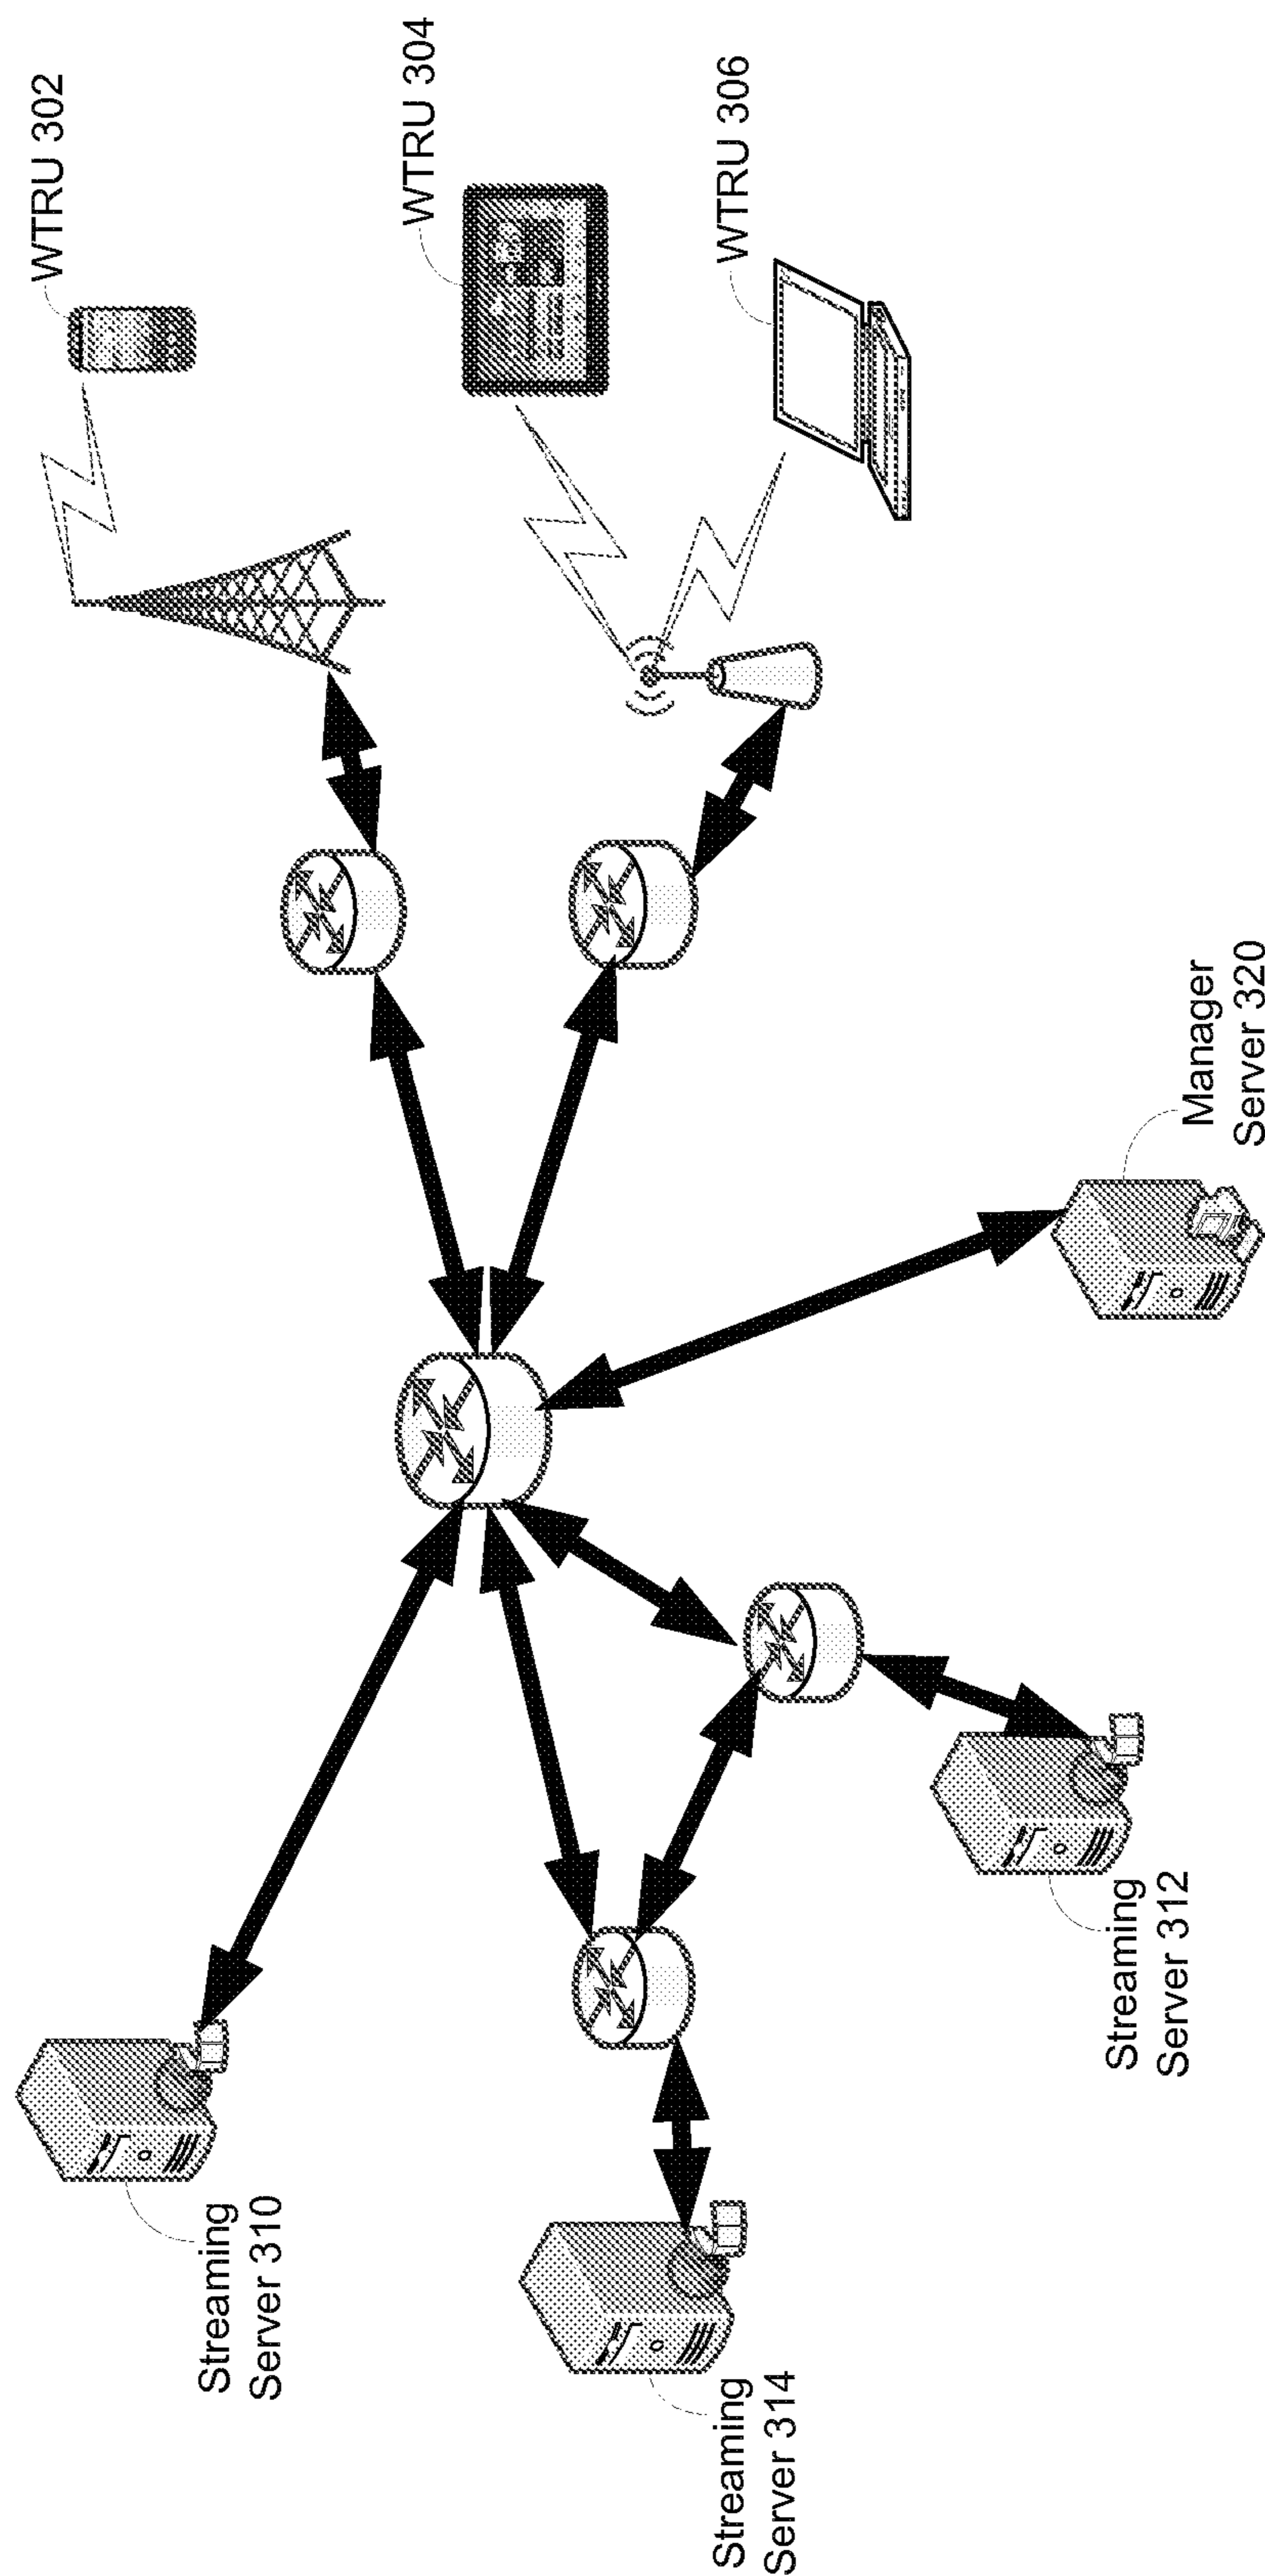 Streaming
Server 310
WTRU 302
Streaming
Server 314
WTRU 304
Streaming
Server 312
WTRU 306
Manager
Server 320